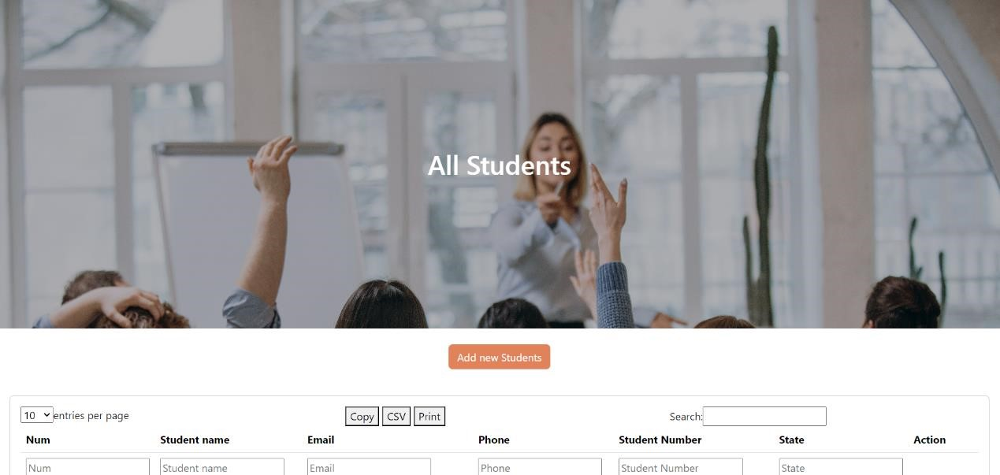 All Students
Add new Students
10 entries per page Copy CSV Print Search:
Num Student name Email Phone Student Number State Action
Num Student name Email Phone Student Number State